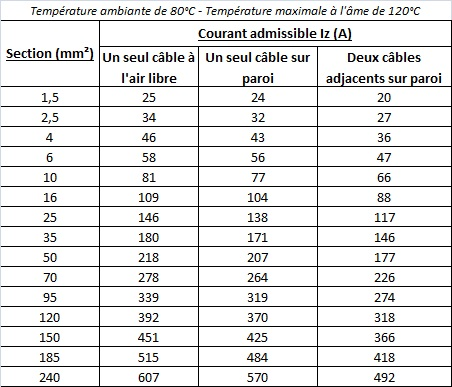 Température ambiante de 80°C - Température maximale à l'âme de 120°C
Section (mm²)
Courant admissible Iz (A)
Un seul câble à l'air libre
Un seul câble sur paroi
Deux câbles adjacents sur paroi
1,5 25 24 20
2,5 34 32 27
4 46 43 36
6 58 56 47
10 81 77 66
16 109 104 88
25 146 138 117
35 180 171 146
50 218 207 177
70 278 264 226
95 339 319 274
120 392 370 318
150 451 425 366
185 515 484 418
240 607 570 492